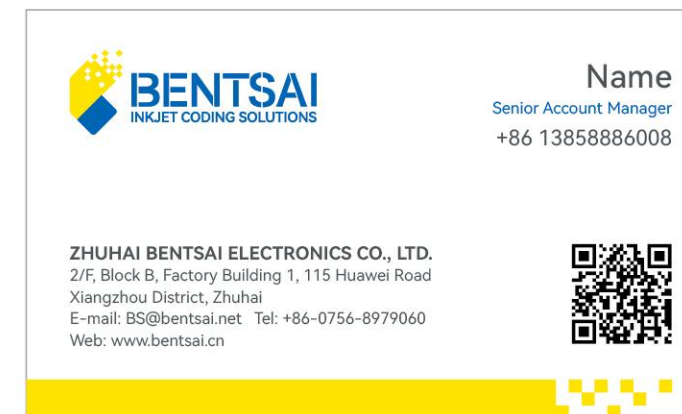 BENTSAI
INKJET CODING SOLUTIONS
Name
Senior Account Manager
+86 13858886008
ZHUHAI BENTSAI ELECTRONICS CO., LTD.
2/F, Block B, Factory Building 1, 115 Huawei Road
Xiangzhou District, Zhuhai
E-mail: BS@bentsai.net Tel: +86-0756-8979060
Web: www.bentsai.cn